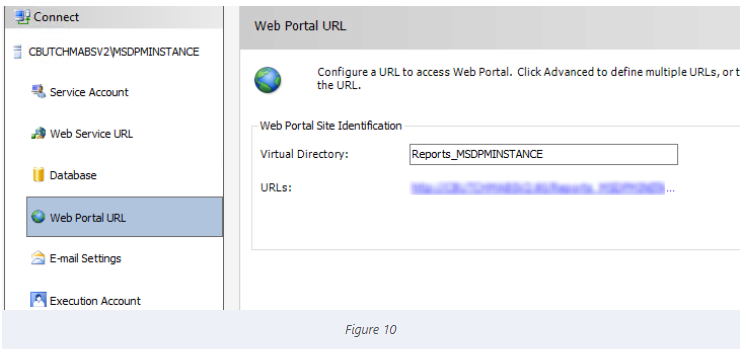 Connect
Web Portal URL
CBUTCHMABSV2\MSDPMINSTANCE
Configure a URL to access Web Portal. Click Advanced to define multiple URLs, or t
the URL.
Service Account
Web Service URL
Web Portal Site Identification
Virtual Directory:
Reports_MSDPMINSTANCE
Database
URLs:
...
Web Portal URL
E-mail Settings
Execution Account
Figure 10